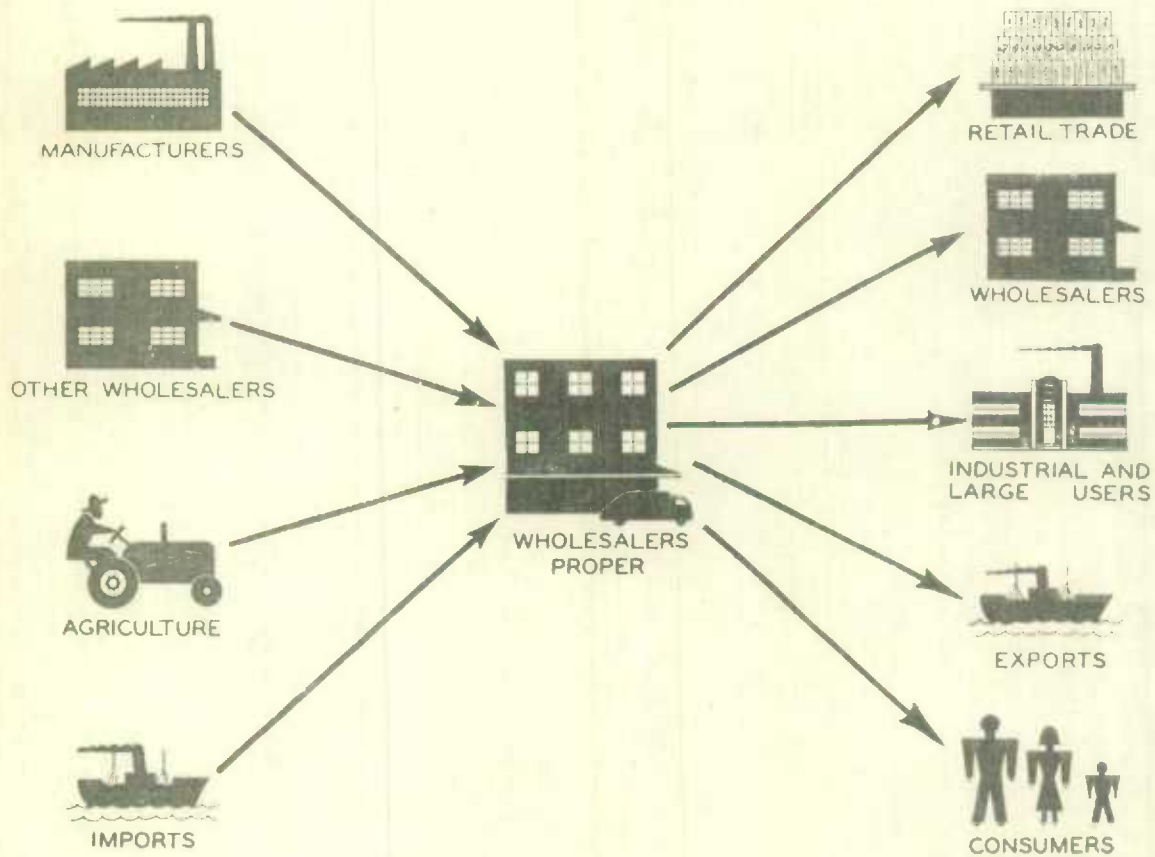 MANUFACTURERS
OTHER WHOLESALERS
AGRICULTURE
IMPORTS
WHOLESALERS
PROPER
RETAIL TRADE
WHOLESALERS
INDUSTRIAL AND
LARGE USERS
EXPORTS
CONSUMERS